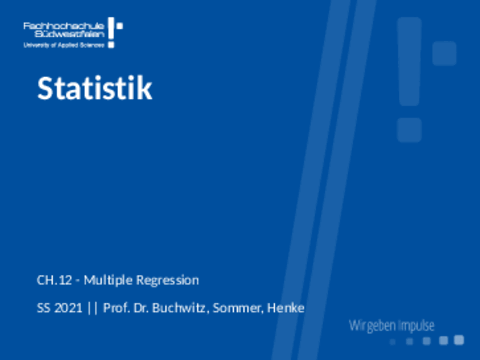 Fachhochschule
Südwestfalen
University of Applied Sciences
Statistik
CH.12 - Multiple Regression
SS 2021 || Prof. Dr. Buchwitz, Sommer, Henke
Wir geben Impulse